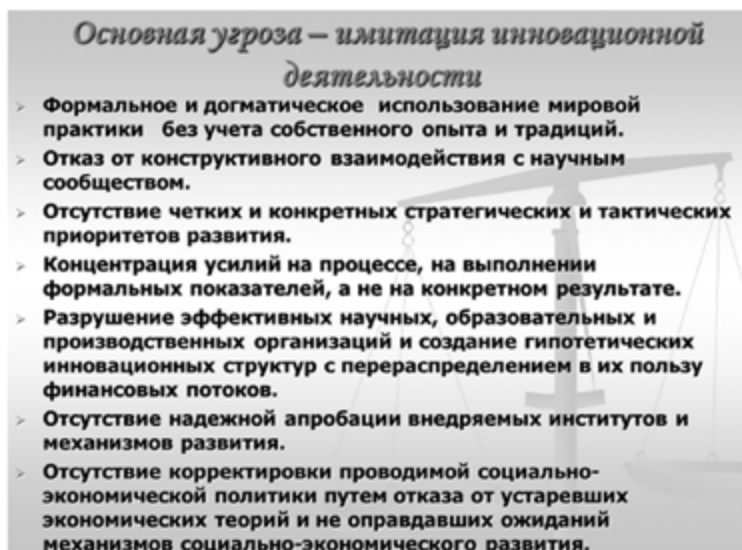 Основная угроза – имитация инновационной
деятельности
Формальное и догматическое использование мировой
практики без учета собственного опыта и традиций.
Отказ от конструктивного взаимодействия с научным
сообществом.
Отсутствие четких и конкретных стратегических и тактических
приоритетов развития.
Концентрация усилий на процессе, на выполнении
формальных показателей, а не на конкретном результате.
Разрушение эффективных научных, образовательных и
производственных организаций и создание гипотетических
инновационных структур с перераспределением в их пользу
финансовых потоков.
Отсутствие надежной апробации внедряемых институтов и
механизмов развития.
Отсутствие корректировки проводимой социально-
экономической политики путем отказа от устаревших
экономических теорий и не оправдавших ожиданий
механизмов социально-экономического развития.